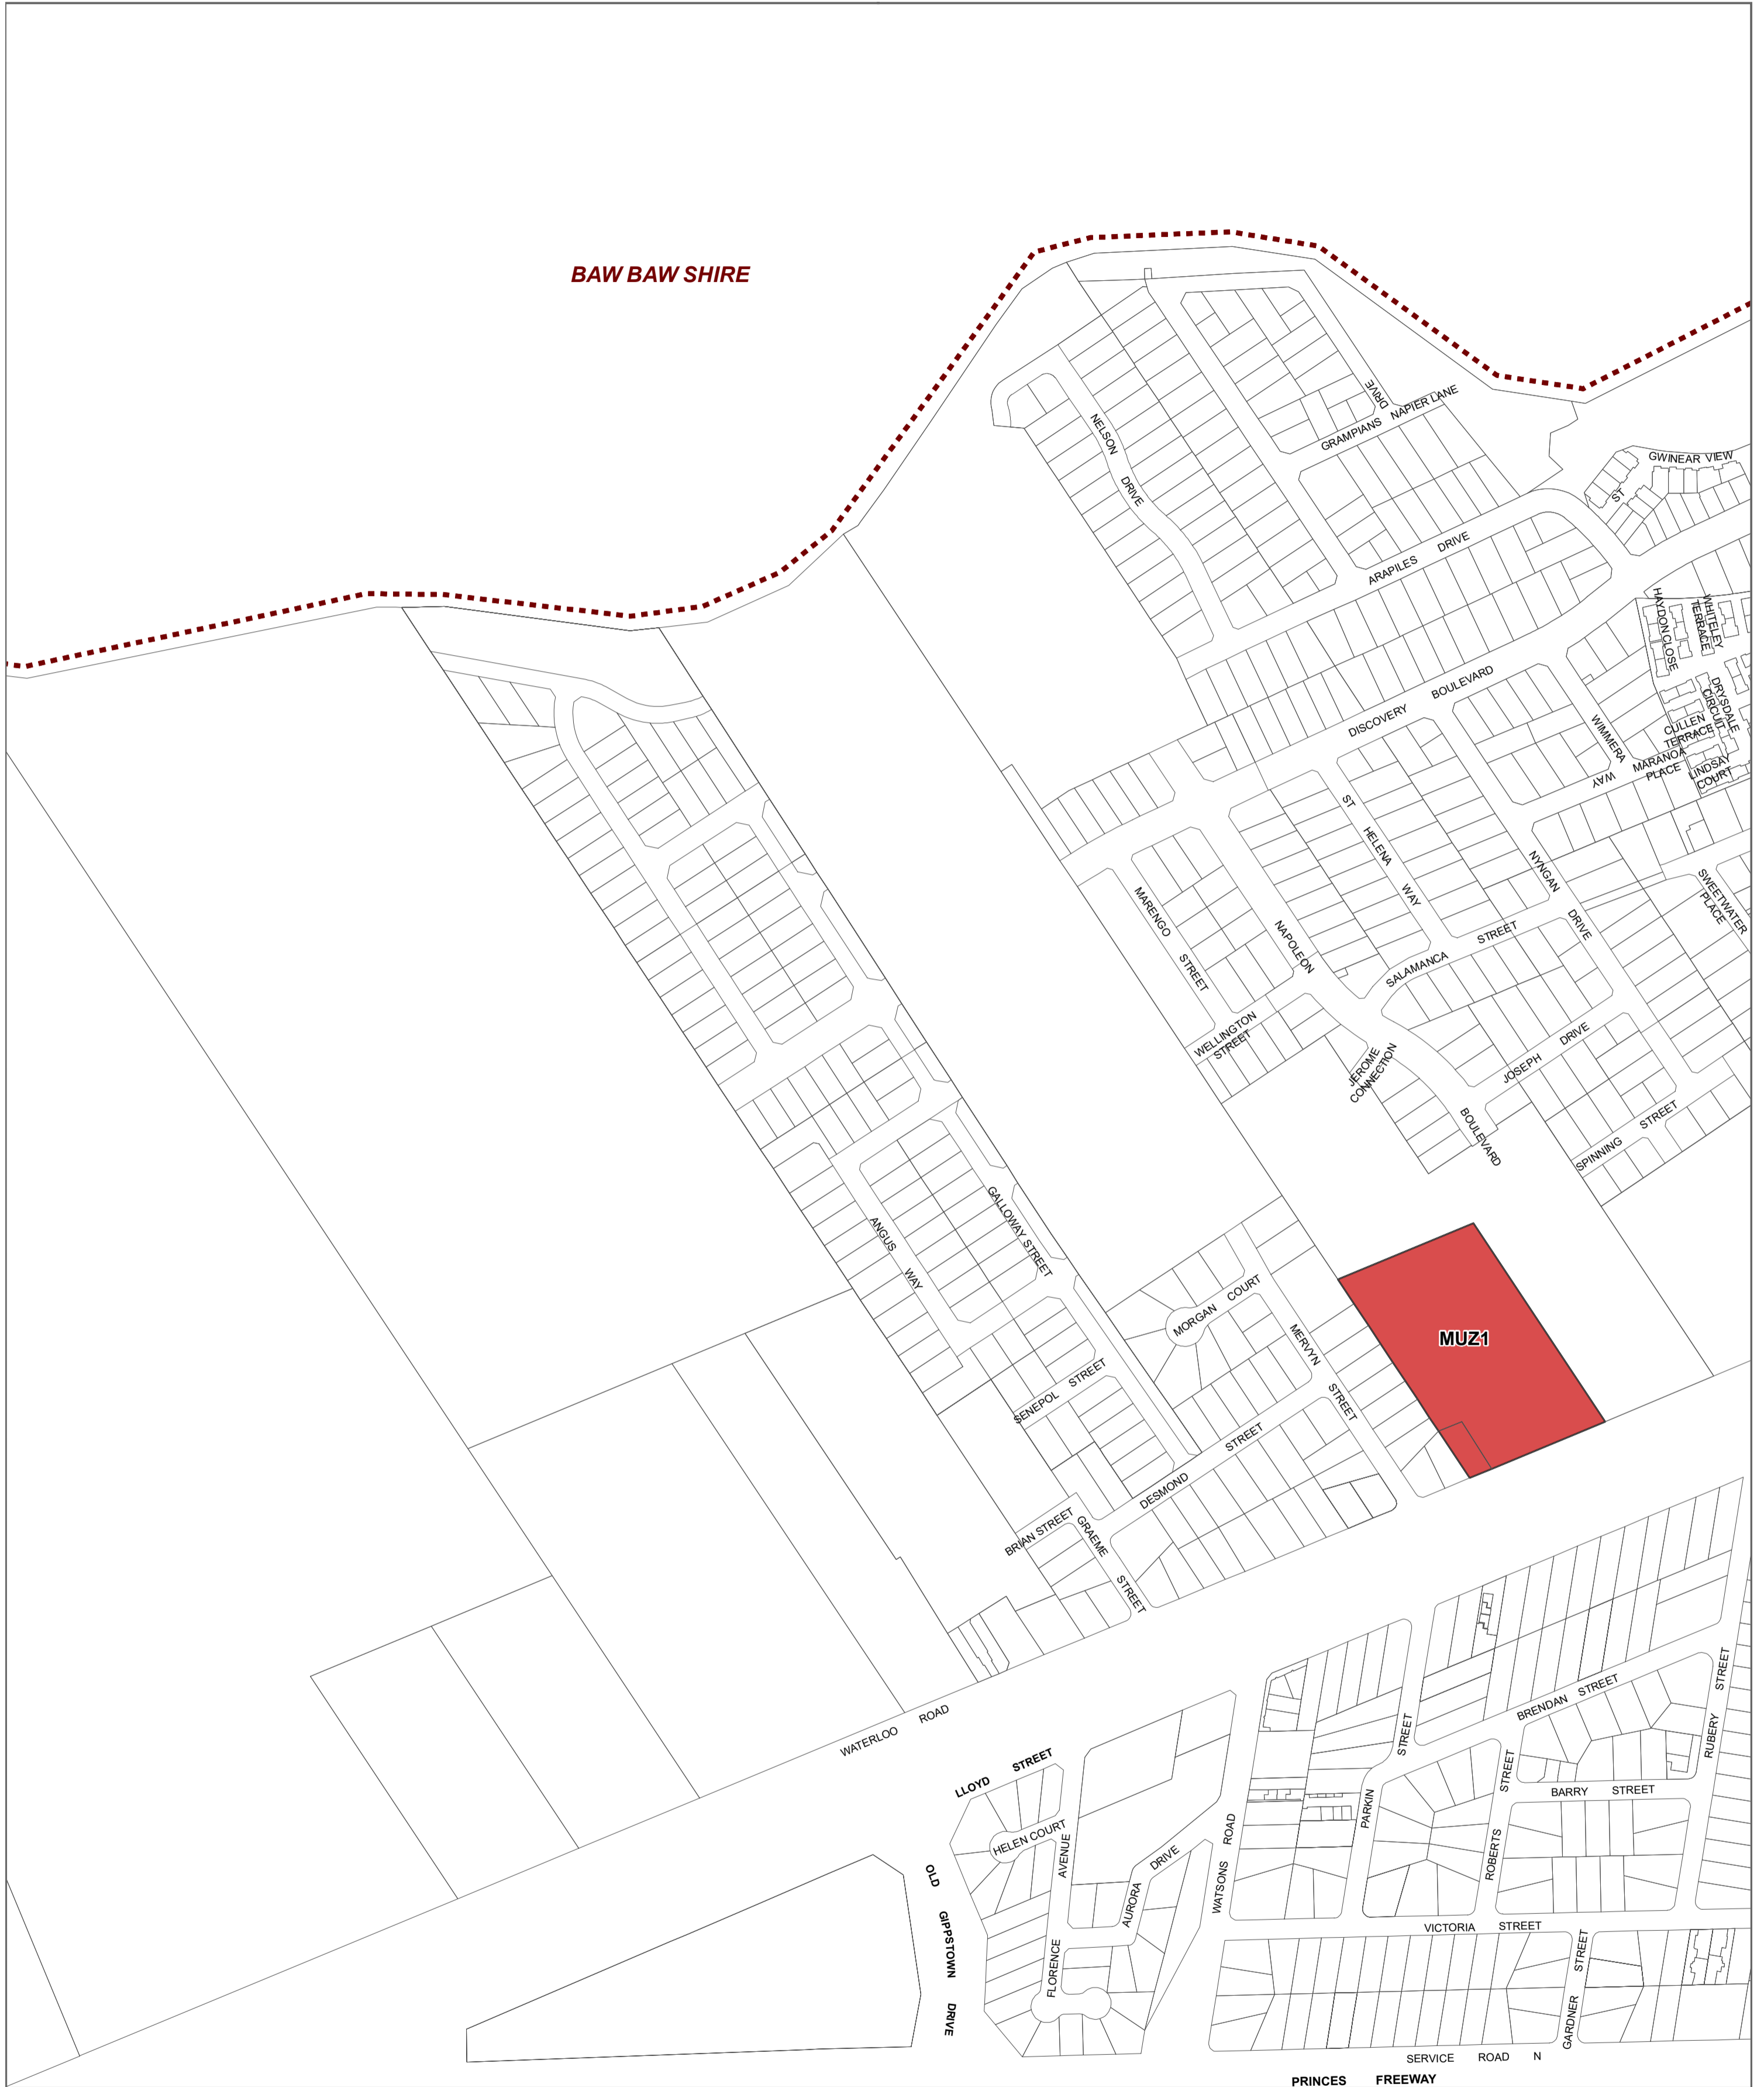 BAW BAW SHIRE
NELSON DRIVE
DRIVE
GRAMPIANS
NAPIER LANE
GWINEAR VIEW
ST
ARAPILES DRIVE
HAYDON CLOSE
WHITELEY
TERRACE
DISCOVERY BOULEVARD
DRYSDALE
CIRCUIT
CULLEN
TERRACE
WIMMERA
WAY
MARANOA
PLACE
LINDSAY
COURT
ST HELENA WAY
NYNGAN DRIVE
SWEETWATER
PLACE
MARENGO STREET
NAPOLEON
SALAMANCA STREET
WELLINGTON
STREET
JEROME
CONNECTION
JOSEPH DRIVE
BOULEVARD
SPINNING STREET
GALLOWAY STREET
ANGUS WAY
MORGAN COURT
MERVYN STREET
MUZ1
SENEPOL STREET
DESMOND STREET
BRIAN STREET
GRAEME STREET
WATERLOO ROAD
LLOYD STREET
HELEN COURT
FLORENCE AVENUE
AURORA DRIVE
WATSONS ROAD
PARKIN STREET
BRENDAN STREET
RUBERY STREET
BARRY STREET
ROBERTS STREET
OLD GIPPSTOWN DRIVE
VICTORIA STREET
GARDNER STREET
SERVICE ROAD N
PRINCES FREEWAY